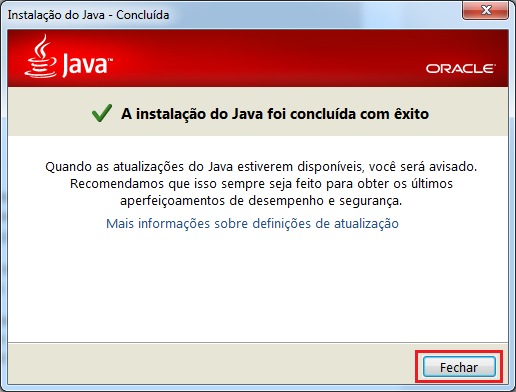 Instalação do Java - Concluída
Java™
ORACLE®
A instalação do Java foi concluída com êxito
Quando as atualizações do Java estiverem disponíveis, você será avisado.
Recomendamos que isso sempre seja feito para obter os últimos
aperfeiçoamentos de desempenho e segurança.
Mais informações sobre definições de atualização
Fechar